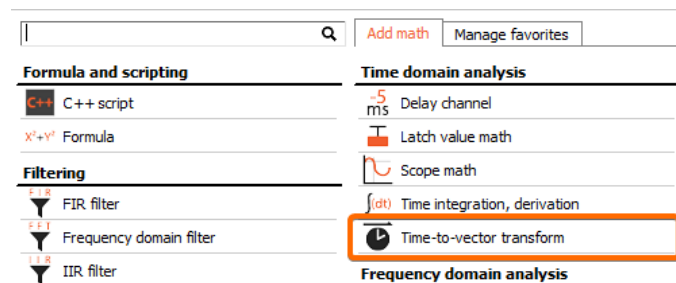 Add math
Manage favorites
Formula and scripting
C++ C++ script
X²+Y² Formula
Filtering
FIR FIR filter
FFT Frequency domain filter
IIR IIR filter
Time domain analysis
-5 ms Delay channel
Latch value math
Scope math
∫(dt) Time integration, derivation
Time-to-vector transform
Frequency domain analysis